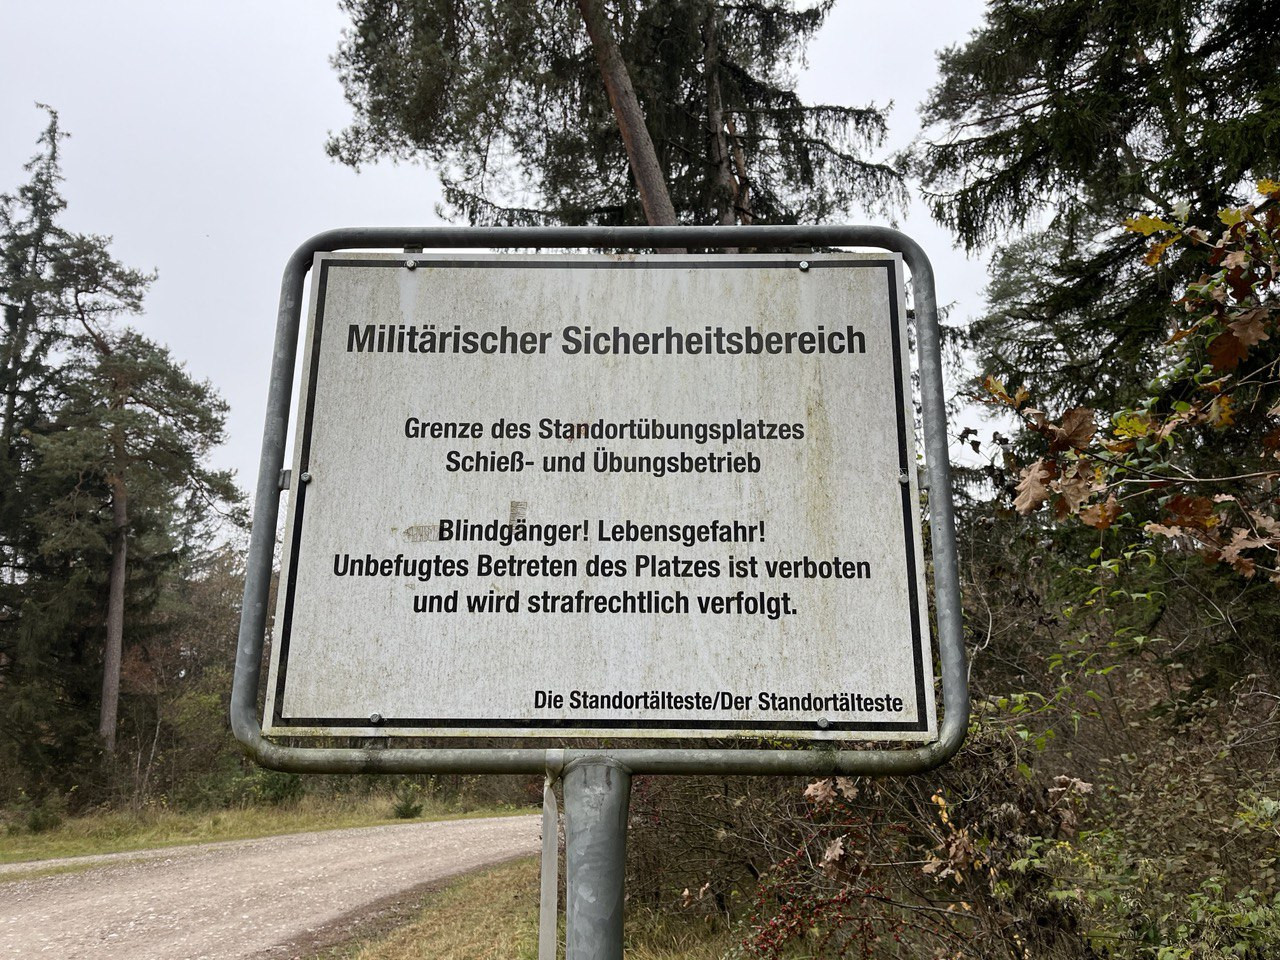 Militärischer Sicherheitsbereich
Grenze des Standortübungsplatzes
Schieß- und Übungsbetrieb
Blindgänger! Lebensgefahr!
Unbefugtes Betreten des Platzes ist verboten
und wird strafrechtlich verfolgt.
Die Standortälteste/Der Standortälteste